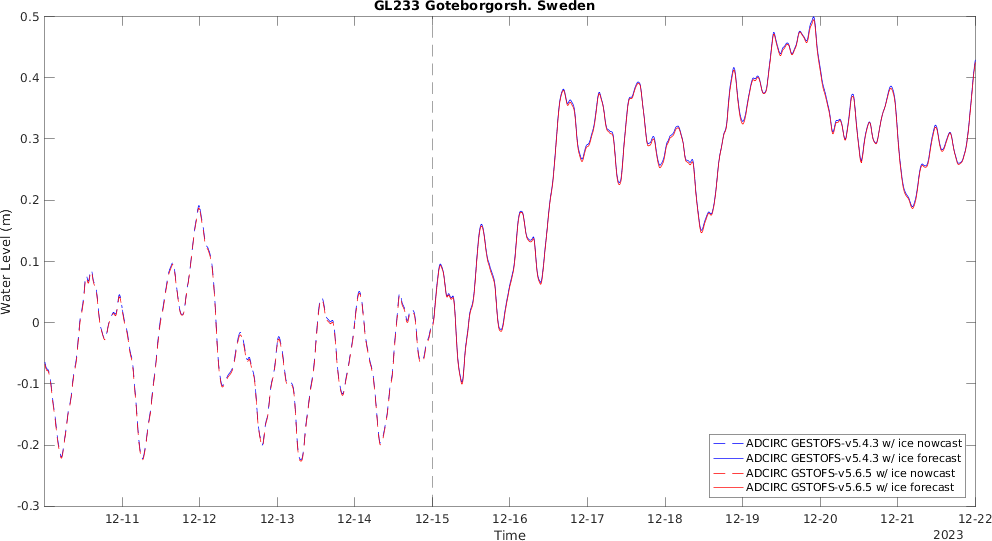 GL233 Goteborgorsh. Sweden
Water Level (m)
0.5
0.4
0.3
0.2
0.1
0
-0.1
-0.2
-0.3
ADCIRC GESTOFS-v5.4.3 w/ ice nowcast
ADCIRC GESTOFS-v5.4.3 w/ ice forecast
ADCIRC GSTOFS-v5.6.5 w/ ice nowcast
ADCIRC GSTOFS-v5.6.5 w/ ice forecast
12-11 12-12 12-13 12-14 12-15 12-16 12-17 12-18 12-19 12-20 12-21 12-22
Time
2023